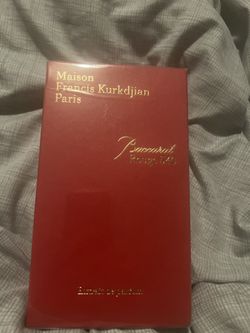 Maison
Francis Kurkdjian
Paris
Baccarat
Rouge 540
Extrait de parfum